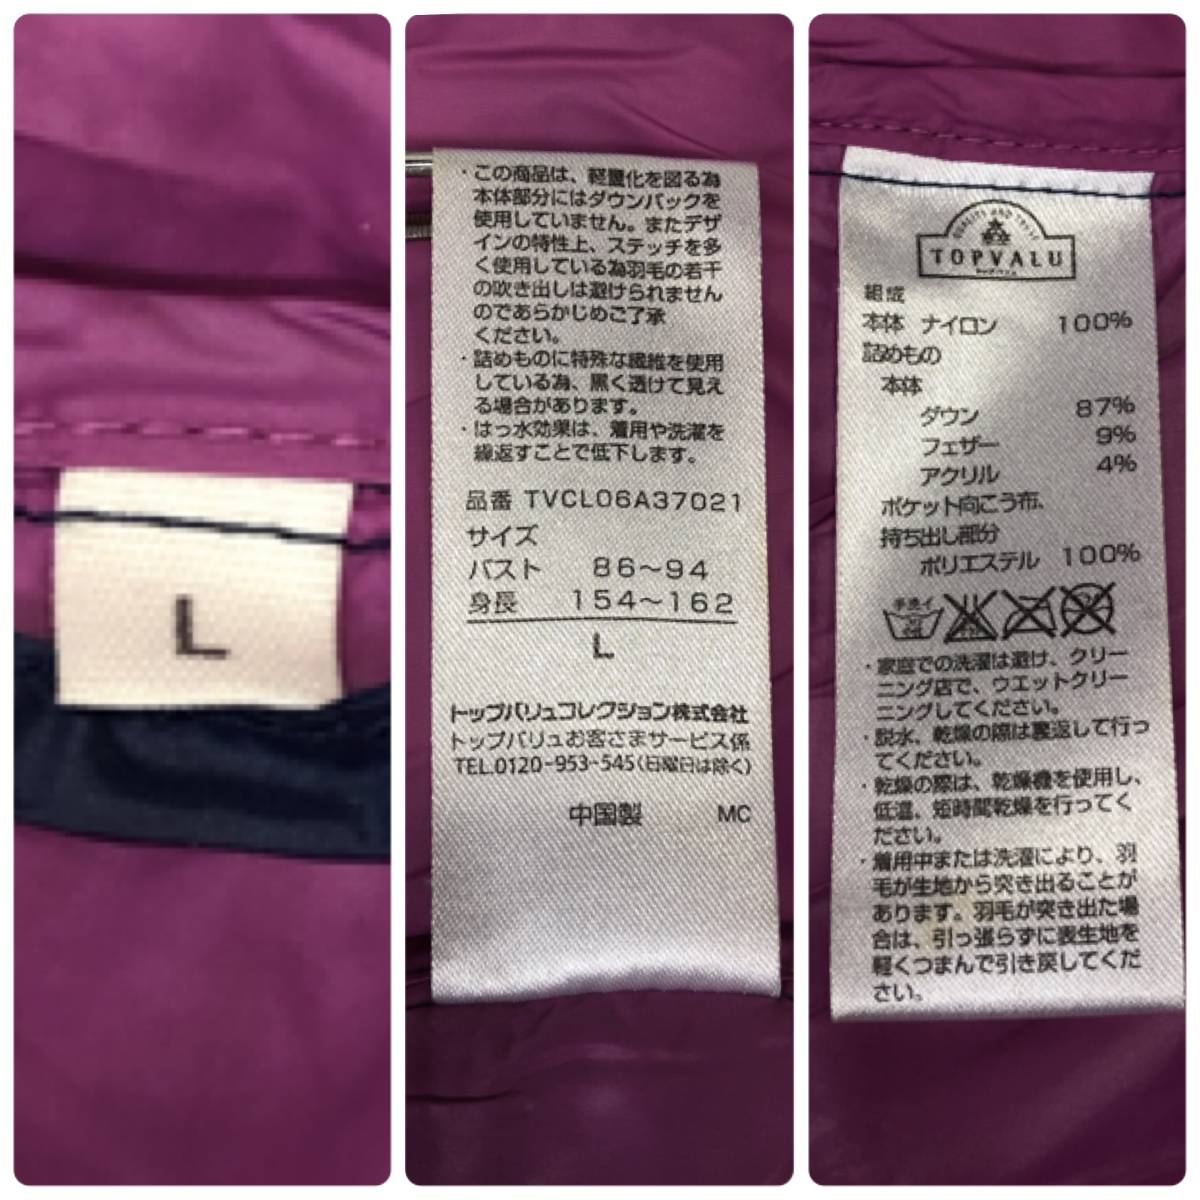 L
・この商品は、軽量化を図る為
本体部分にはダウンパックを
使用していません。またデザ
インの特性上、ステッチを多
く使用している為羽毛の若干
の吹き出しは避けられません
のであらかじめご了承
ください。
・詰めものに特殊な繊維を使用
している為、黒く透けて見え
る場合があります。
・はっ水効果は、着用や洗濯を
繰返すことで低下します。
品番 TVCL06A37021
サイズ
バスト 86〜94
身長 154〜162
L
トップバリュコレクション株式会社
トップバリュお客さまサービス係
TEL.0120-953-545(日曜日は除く)
中国製 MC
QUALITY AND TRUST
TOPVALU
組成
本体 ナイロン 100%
詰めもの
本体
ダウン 87%
フェザー 9%
アクリル 4%
ポケット向こう布、
持ち出し部分
ポリエステル 100%
手洗イ
・家庭での洗濯は避け、クリー
ニング店で、ウエットクリー
ニングしてください。
・脱水、乾燥の際は裏返して行っ
てください。
・乾燥の際は、乾燥機を使用し、
低温、短時間乾燥を行ってく
ださい。
・着用中または洗濯により、羽
毛が生地から突き出ることが
あります。羽毛が突き出た場
合は、引っ張らずに表生地を
軽くつまんで引き戻してくだ
さい。